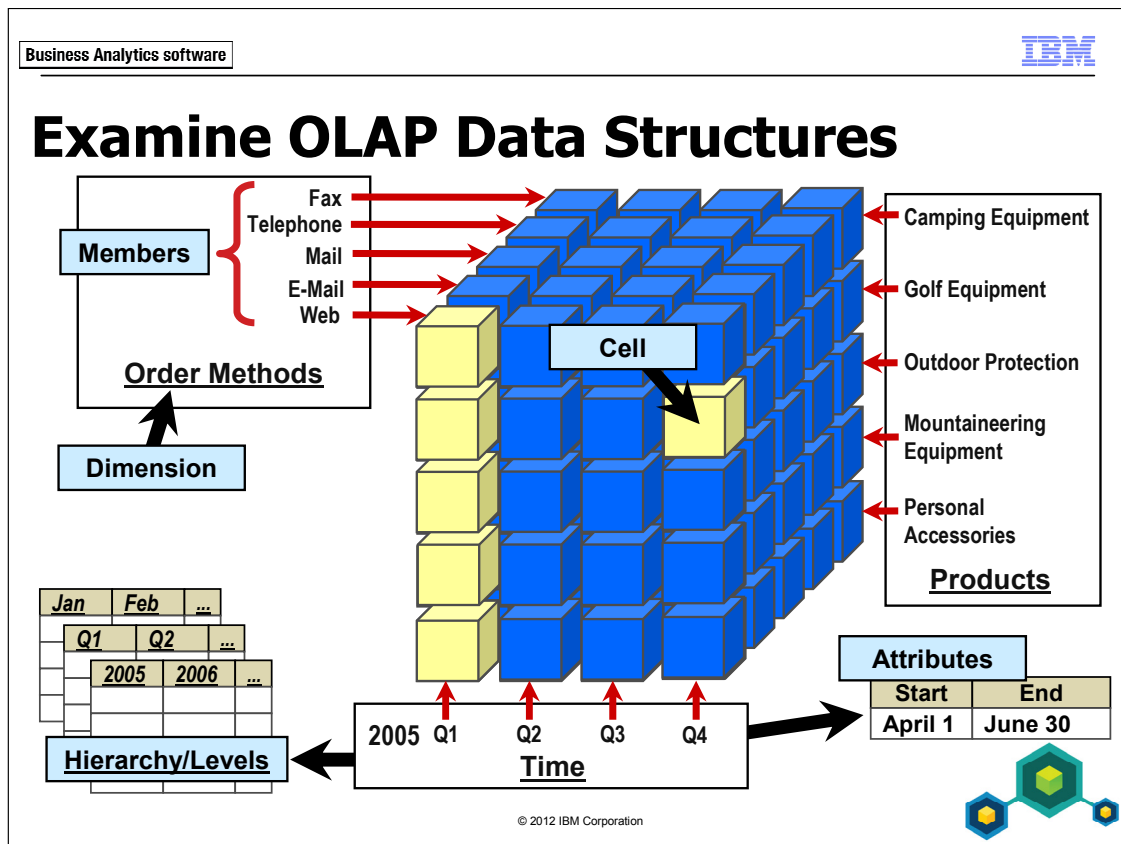 Business Analytics software
IBM
Examine OLAP Data Structures
Members
Fax
Telephone
Mail
E-Mail
Web
Order Methods
Dimension
Cell
Camping Equipment
Golf Equipment
Outdoor Protection
Mountaineering
Equipment
Personal
Accessories
Products
Jan Feb ...
Q1 Q2 ...
2005 2006 ...
Hierarchy/Levels
2005 Q1 Q2 Q3 Q4
Time
Attributes
Start End
April 1 June 30
© 2012 IBM Corporation